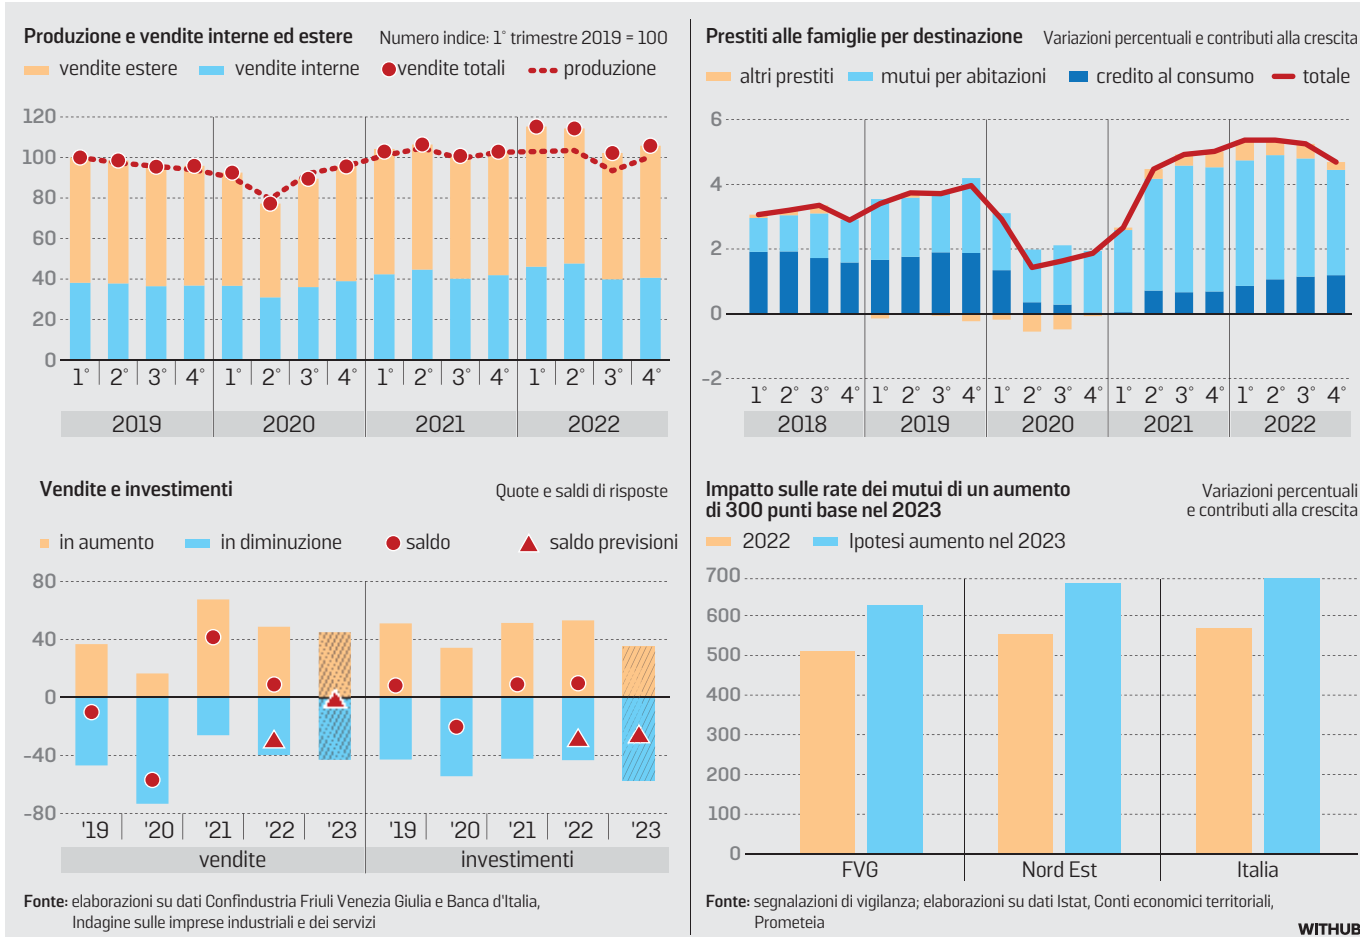 Produzione e vendite interne ed estere
Numero indice: 1° trimestre 2019 = 100
vendite estere vendite interne vendite totali produzione
120
100
80
60
40
20
0
1° 2° 3° 4° 1° 2° 3° 4° 1° 2° 3° 4° 1° 2° 3° 4°
2019 2020 2021 2022
Prestiti alle famiglie per destinazione
Variazioni percentuali e contributi alla crescita
altri prestiti mutui per abitazioni credito al consumo totale
6
4
2
0
-2
1° 2° 3° 4° 1° 2° 3° 4° 1° 2° 3° 4° 1° 2° 3° 4° 1° 2° 3° 4°
2018 2019 2020 2021 2022
Vendite e investimenti
Quote e saldi di risposte
in aumento in diminuzione saldo saldo previsioni
80
40
0
-40
-80
'19 '20 '21 '22 '23 '19 '20 '21 '22 '23
vendite investimenti
Fonte: elaborazioni su dati Confindustria Friuli Venezia Giulia e Banca d'Italia,
Indagine sulle imprese industriali e dei servizi
Impatto sulle rate dei mutui di un aumento
di 300 punti base nel 2023
Variazioni percentuali
e contributi alla crescita
2022 Ipotesi aumento nel 2023
700
600
500
400
300
200
100
0
FVG Nord Est Italia
Fonte: segnalazioni di vigilanza; elaborazioni su dati Istat, Conti economici territoriali,
Prometeia
WITHUB